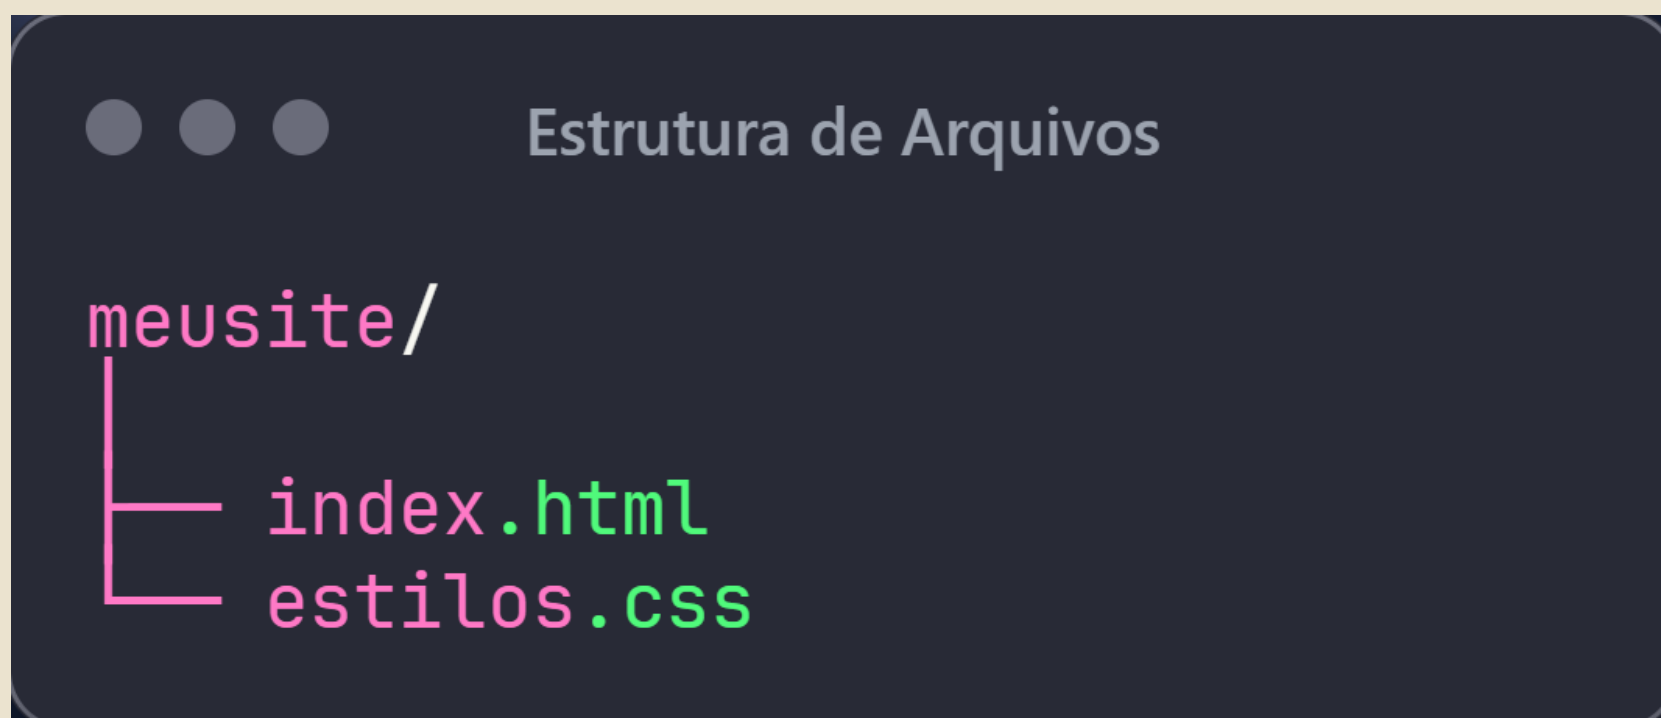 Estrutura de Arquivos
meusite/
├── index.html
└── estilos.css